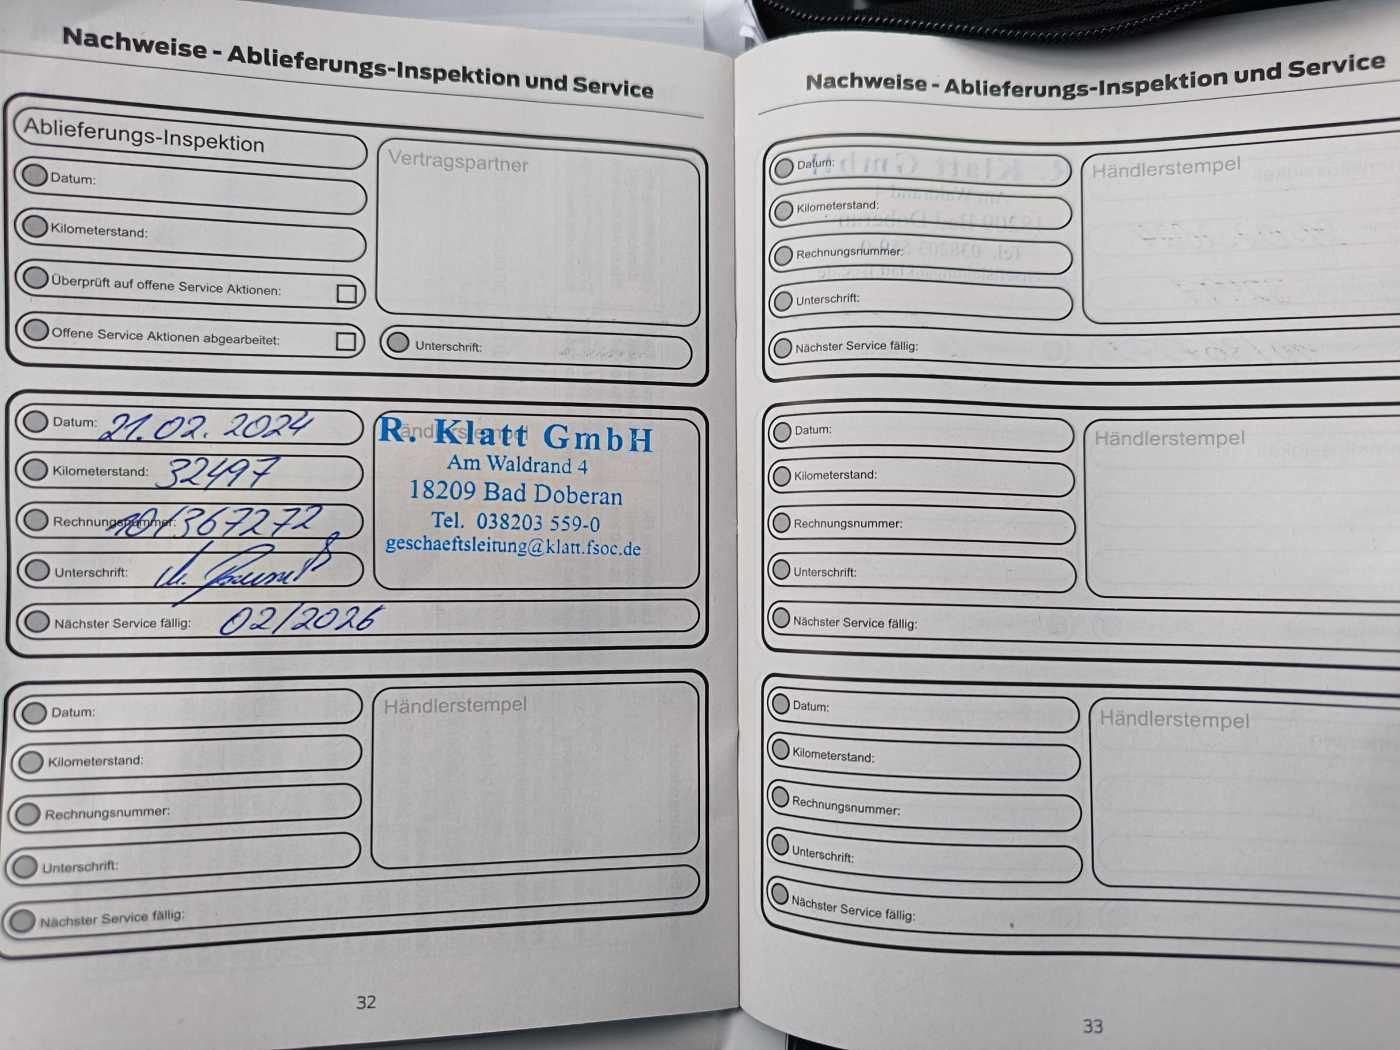 Nachweise - Ablieferungs-Inspektion und Service
Ablieferungs-Inspektion
Datum:
Kilometerstand:
Überprüft auf offene Service Aktionen:
Offene Service Aktionen abgearbeitet:
Vertragspartner
Unterschrift:
Datum: 21.02.2024
Kilometerstand: 32497
Rechnungsnummer: 10/367272
Unterschrift:
Nächster Service fällig: 02/2026
Händlerstempel
R. Klatt GmbH
Am Waldrand 4
18209 Bad Doberan
Tel. 038203 559-0
geschaeftsleitung@klatt.fsoc.de
Datum:
Kilometerstand:
Rechnungsnummer:
Unterschrift:
Nächster Service fällig:
Händlerstempel
32
Nachweise - Ablieferungs-Inspektion und Service
Datum:
Kilometerstand:
Rechnungsnummer:
Unterschrift:
Nächster Service fällig:
Händlerstempel
Datum:
Kilometerstand:
Rechnungsnummer:
Unterschrift:
Nächster Service fällig:
Händlerstempel
Datum:
Kilometerstand:
Rechnungsnummer:
Unterschrift:
Nächster Service fällig:
Händlerstempel
33